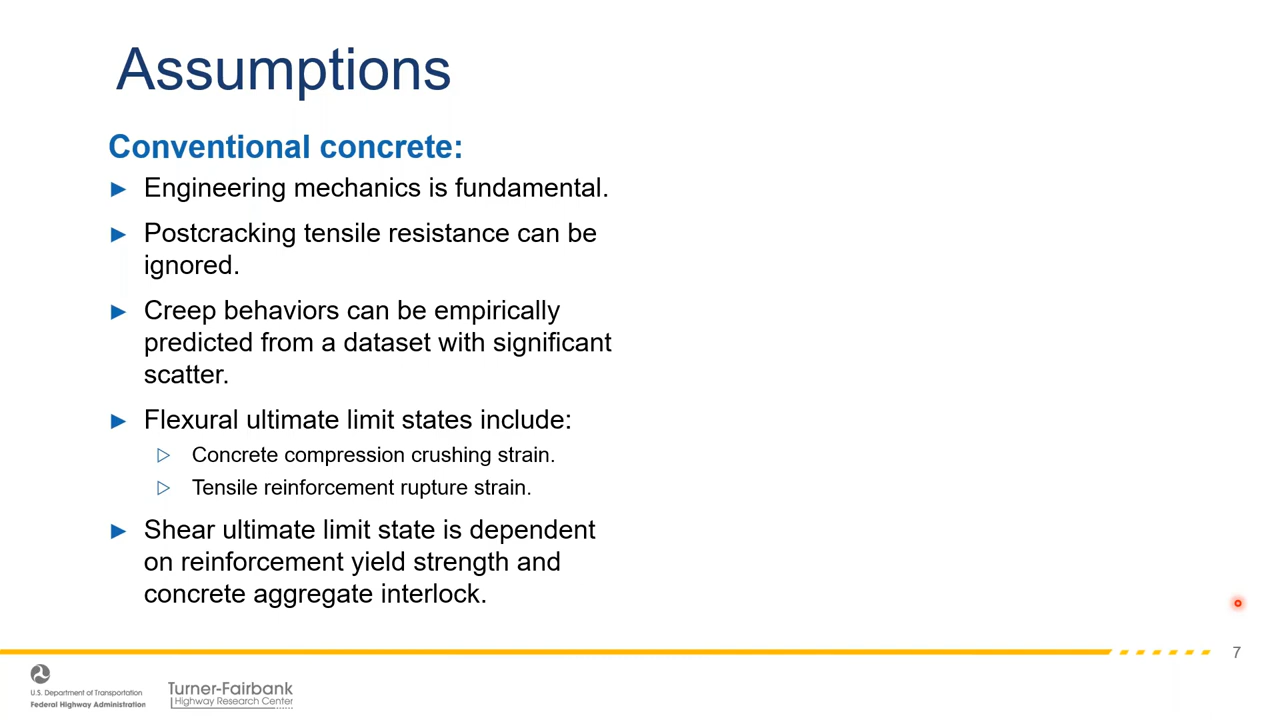 Assumptions
Conventional concrete:
Engineering mechanics is fundamental.
Postcracking tensile resistance can be
ignored.
Creep behaviors can be empirically
predicted from a dataset with significant
scatter.
Flexural ultimate limit states include:
Concrete compression crushing strain.
Tensile reinforcement rupture strain.
Shear ultimate limit state is dependent
on reinforcement yield strength and
concrete aggregate interlock.
7
U.S. Department of Transportation
Federal Highway Administration
Turner-Fairbank
Highway Research Center